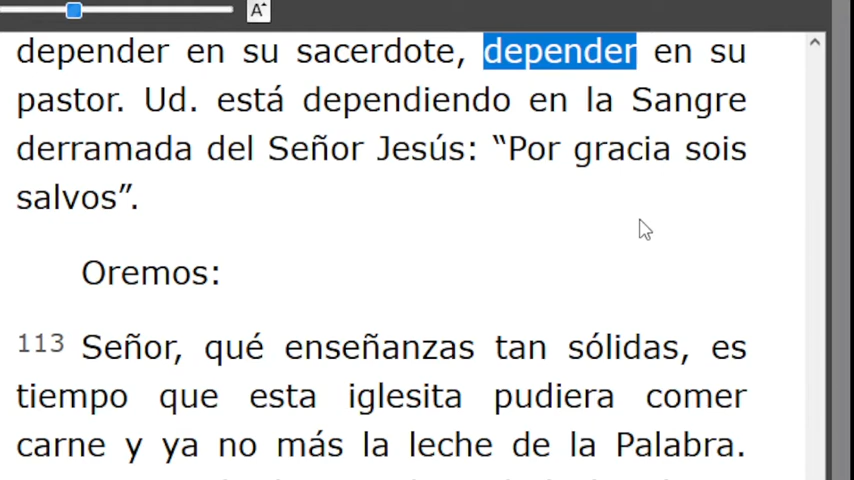 A
depender en su sacerdote, depender en su
pastor. Ud. está dependiendo en la Sangre
derramada del Señor Jesús: “Por gracia sois
salvos”.
Oremos:
113 Señor, qué enseñanzas tan sólidas, es
tiempo que esta iglesita pudiera comer
carne y ya no más la leche de la Palabra.